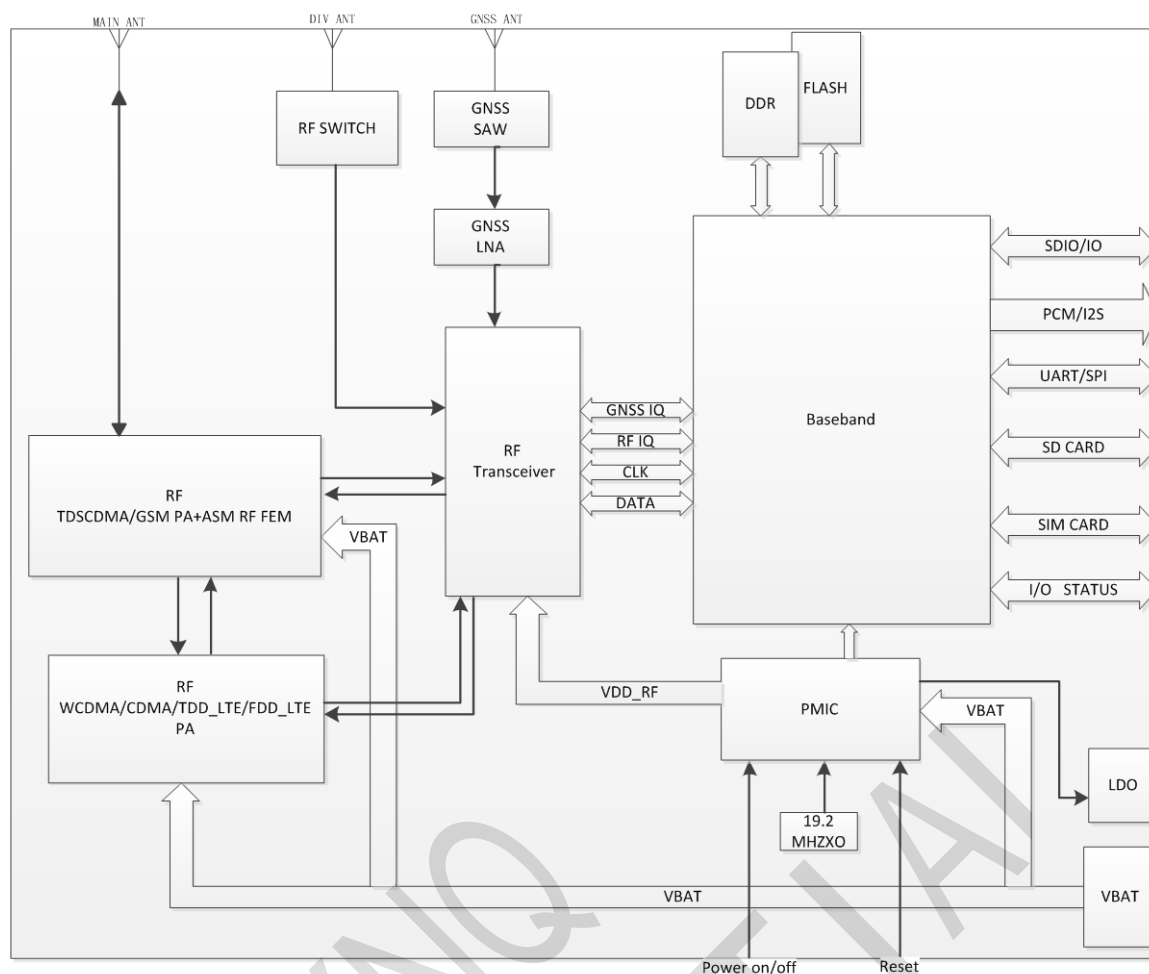 MAIN ANT
DIV ANT
GNSS ANT
RF SWITCH
GNSS
SAW
DDR
FLASH
GNSS
LNA
SDIO/IO
PCM/I2S
UART/SPI
SD CARD
SIM CARD
I/O STATUS
RF
Transceiver
GNSS IQ
RF IQ
CLK
DATA
Baseband
RF
TDSCDMA/GSM PA+ASM RF FEM
VBAT
RF
WCDMA/CDMA/TDD_LTE/FDD_LTE
PA
VDD_RF
PMIC
VBAT
LDO
19.2
MHZXO
VBAT
VBAT
Power on/off
Reset